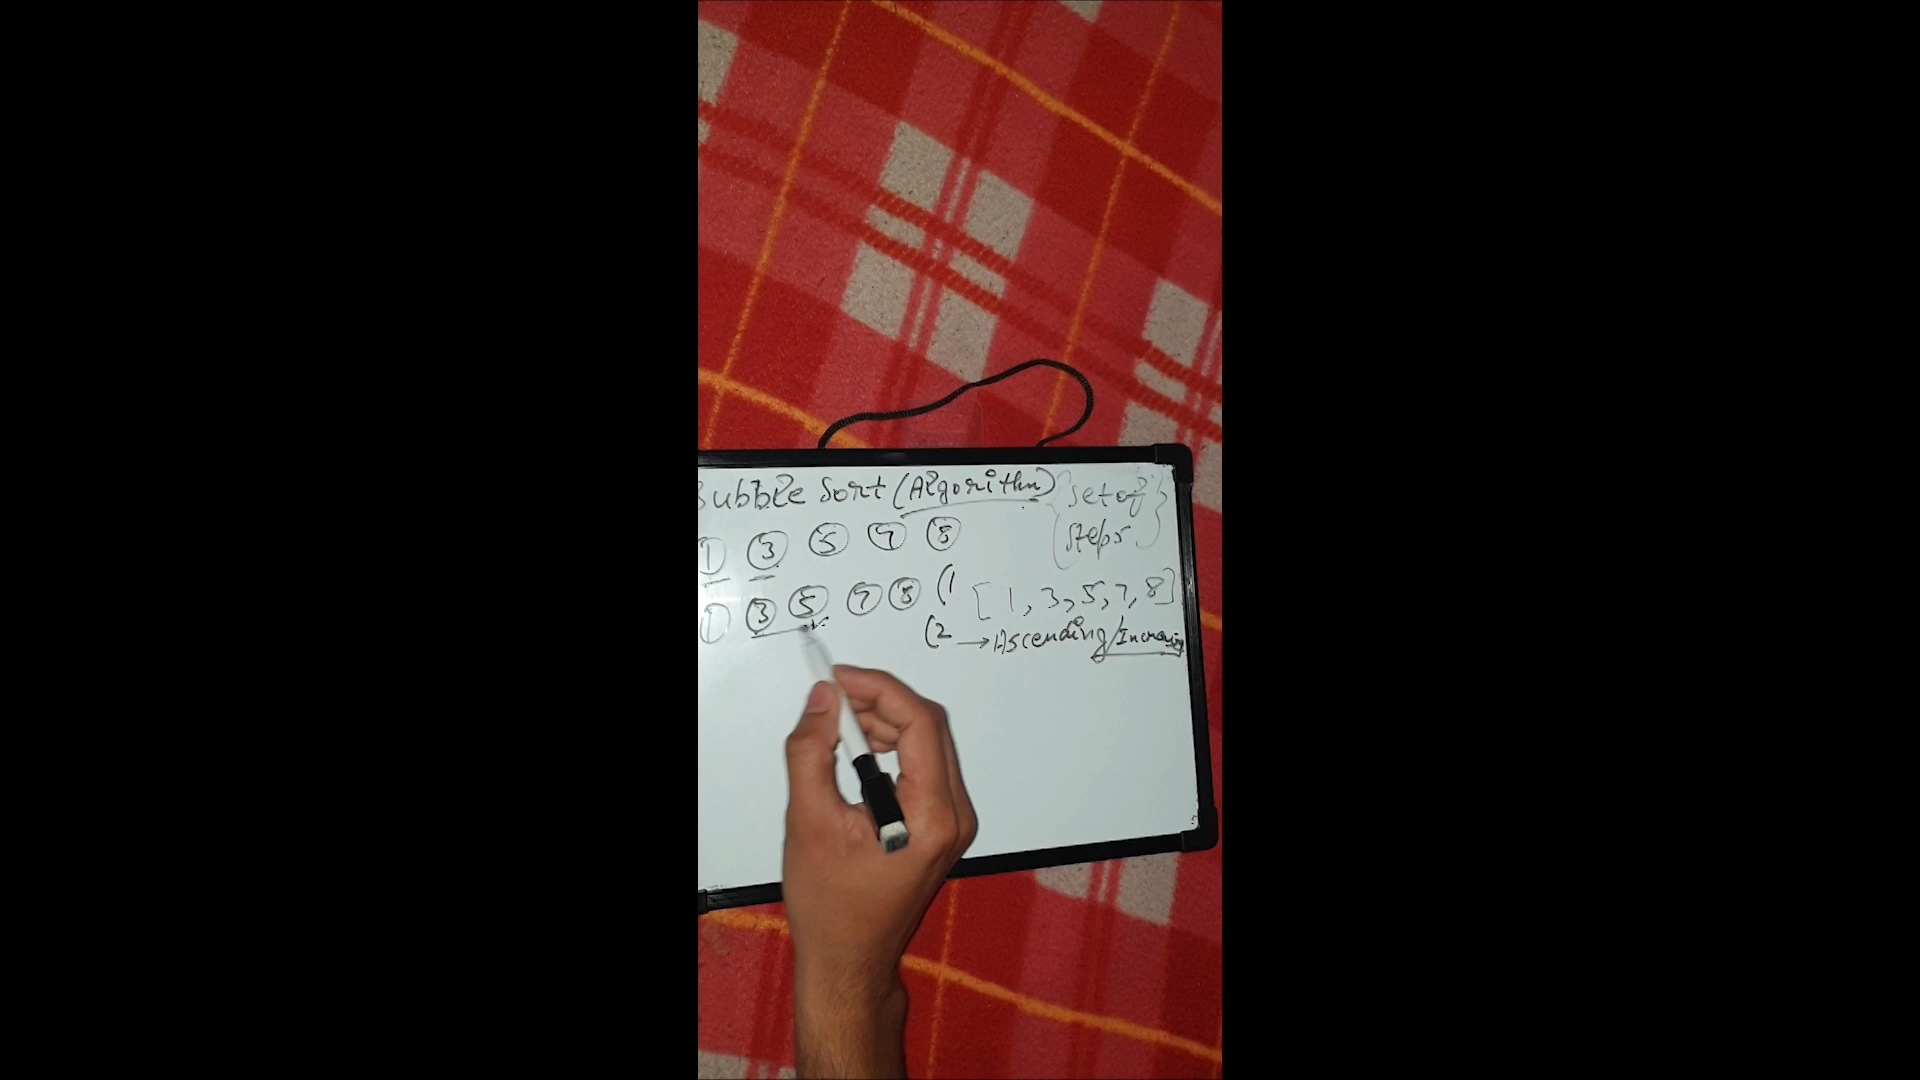 Bubble Sort (Algorithm) {set of steps}
1 3 5 7 8
1 3 5 7 8 (1 [1, 3, 5, 7, 8]
(2 → Ascending/Increasing